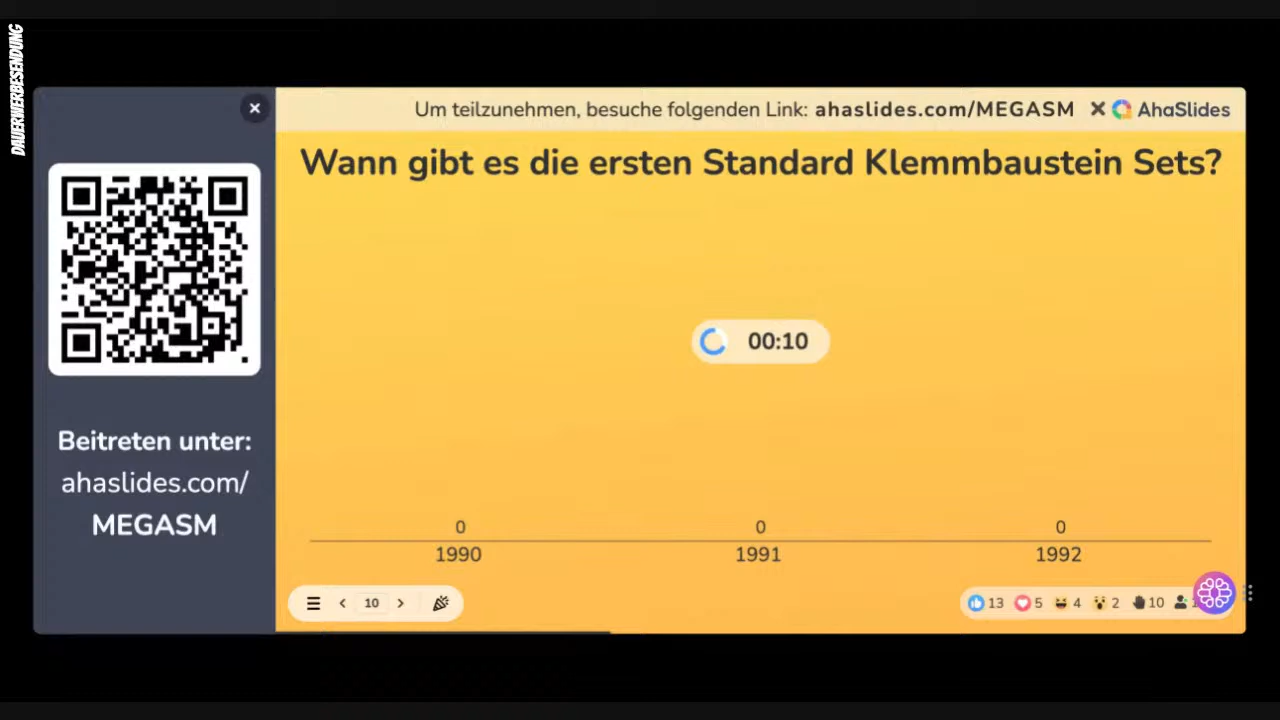 DAUERWERBESENDUNG
Um teilzunehmen, besuche folgenden Link: ahaslides.com/MEGASM
AhaSlides
Wann gibt es die ersten Standard Klemmbaustein Sets?
00:10
Beitreten unter:
ahaslides.com/
MEGASM
0 0 0
1990 1991 1992
10
13 5 4 2 10